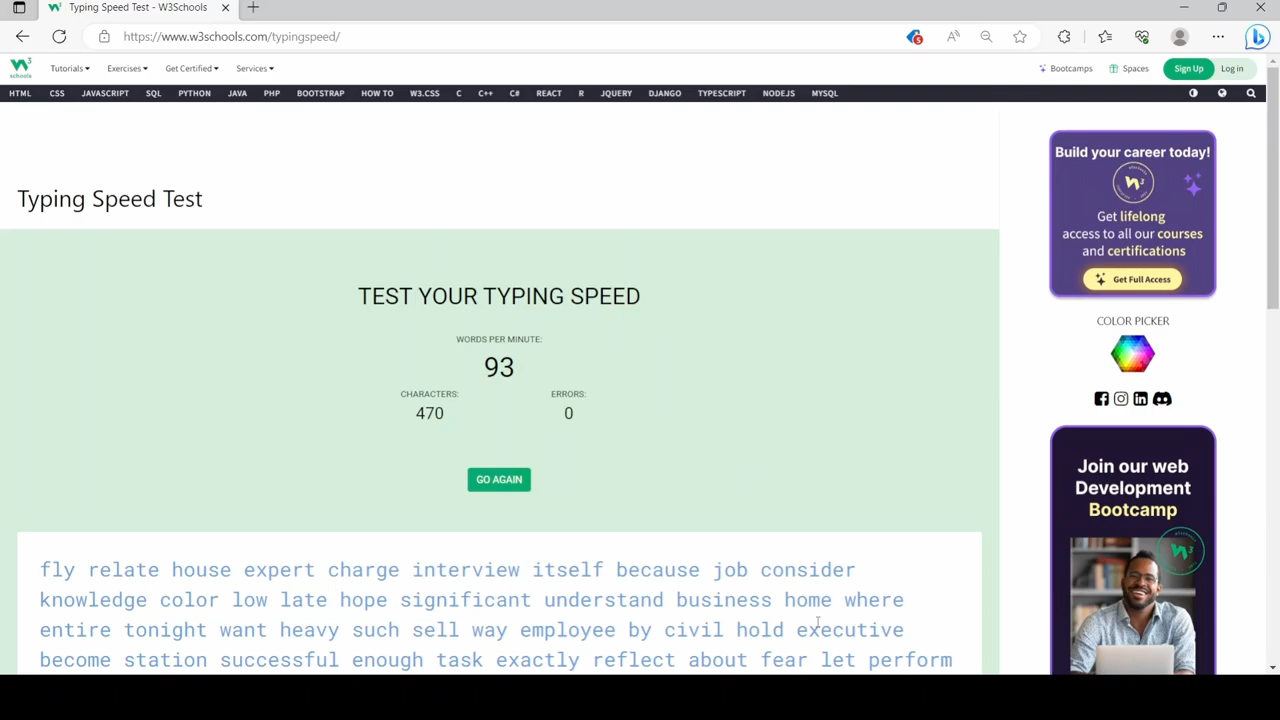 Typing Speed Test - W3Schools
https://www.w3schools.com/typingspeed/
5
W3 schools
Tutorials Exercises Get Certified Services Bootcamps Spaces Sign Up Log in
HTML CSS JAVASCRIPT SQL PYTHON JAVA PHP BOOTSTRAP HOW TO W3.CSS C C++ C# REACT R JQUERY DJANGO TYPESCRIPT NODEJS MYSQL
Typing Speed Test
TEST YOUR TYPING SPEED
WORDS PER MINUTE:
93
CHARACTERS: ERRORS:
470 0
GO AGAIN
fly relate house expert charge interview itself because job consider
knowledge color low late hope significant understand business home where
entire tonight want heavy such sell way employee by civil hold executive
become station successful enough task exactly reflect about fear let perform
Build your career today!
Get lifelong
access to all our courses
and certifications
Get Full Access
COLOR PICKER
Join our web
Development
Bootcamp